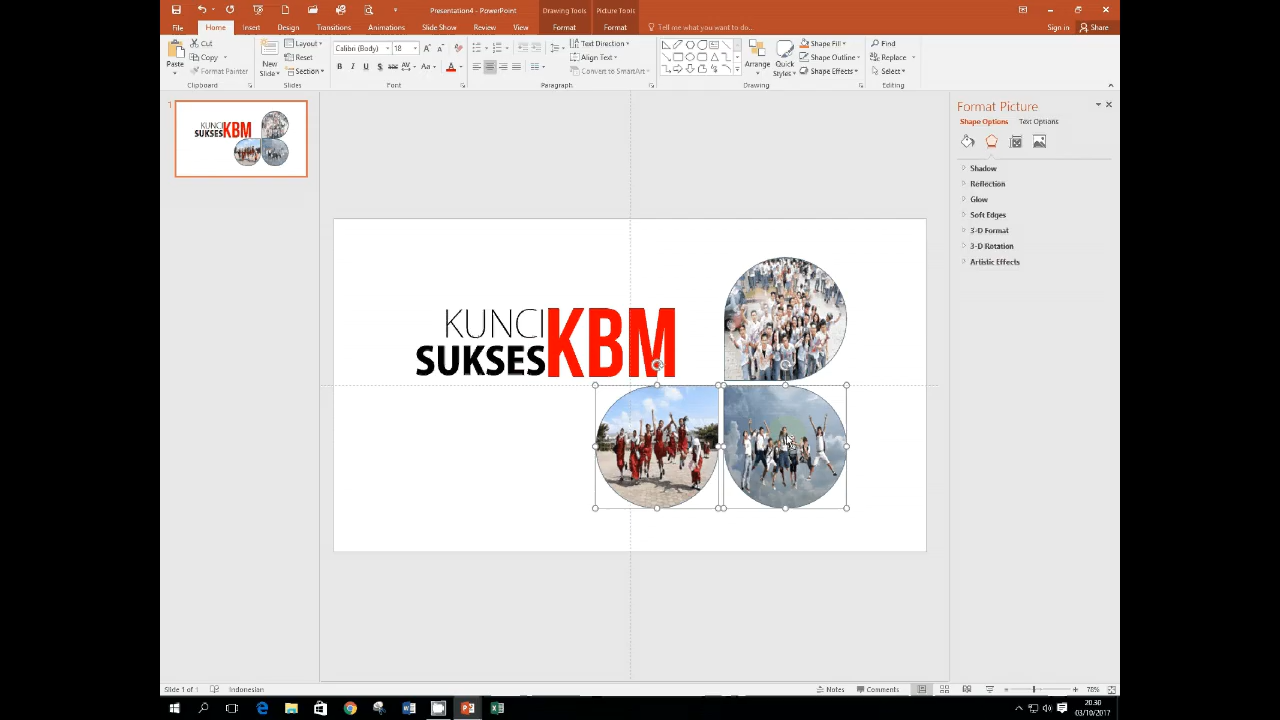 Presentation4 - PowerPoint
Drawing Tools
Picture Tools
File
Home
Insert
Design
Transitions
Animations
Slide Show
Review
View
Format
Format
Tell me what you want to do...
Sign in
Share
Paste
Cut
Copy
Format Painter
Clipboard
New
Slide
Layout
Reset
Section
Slides
Calibri (Body)
18
Font
Text Direction
Align Text
Convert to SmartArt
Paragraph
Arrange
Quick
Styles
Shape Fill
Shape Outline
Shape Effects
Drawing
Find
Replace
Select
Editing
1
KUNCI
SUKSES
KBM
KUNCI
SUKSES
KBM
Format Picture
Shape Options
Text Options
Shadow
Reflection
Glow
Soft Edges
3-D Format
3-D Rotation
Artistic Effects
Slide 1 of 1
Indonesian
Notes
Comments
78%
20.30
03/10/2017